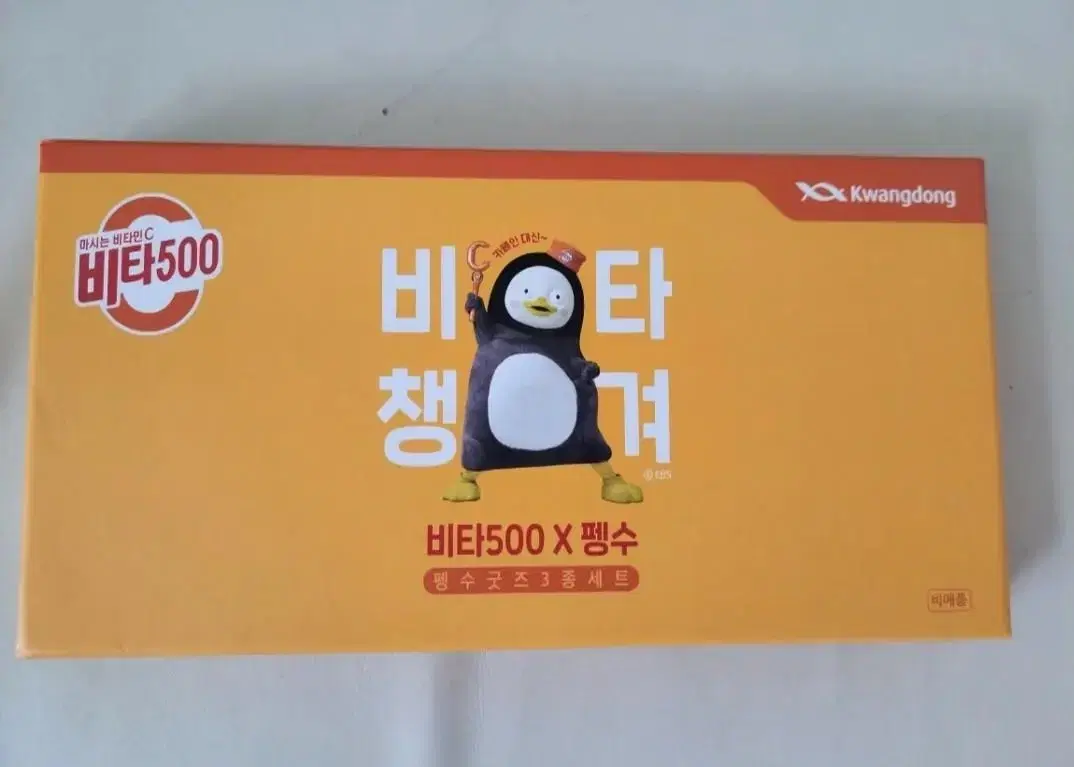 Kwangdong
마시는 비타민C
비타500
카페인 대신~
비타
챙겨
ⓒ EBS
비타500 X 펭수
펭수굿즈3종세트
비매품